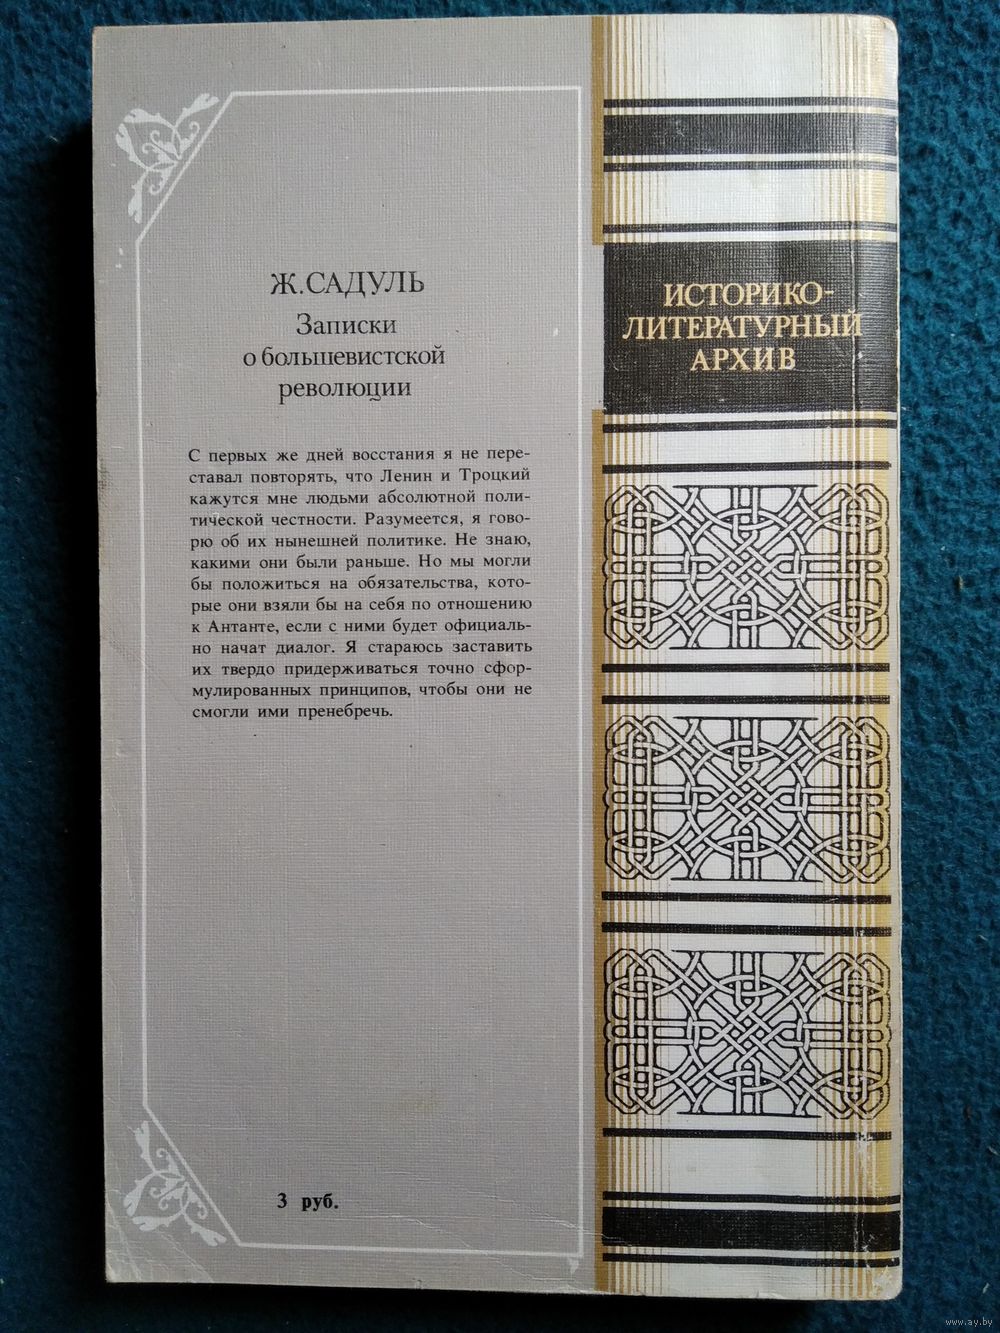 Ж.САДУЛЬ
Записки
о большевистской
революции
С первых же дней восстания я не пере-
ставал повторять, что Ленин и Троцкий
кажутся мне людьми абсолютной поли-
тической честности. Разумеется, я гово-
рю об их нынешней политике. Не знаю,
какими они были раньше. Но мы могли
бы положиться на обязательства, кото-
рые они взяли бы на себя по отношению
к Антанте, если с ними будет официаль-
но начат диалог. Я стараюсь заставить
их твердо придерживаться точно сфор-
мулированных принципов, чтобы они не
смогли ими пренебречь.
3 руб.
ИСТОРИКО-
ЛИТЕРАТУРНЫЙ
АРХИВ
www.ay.by